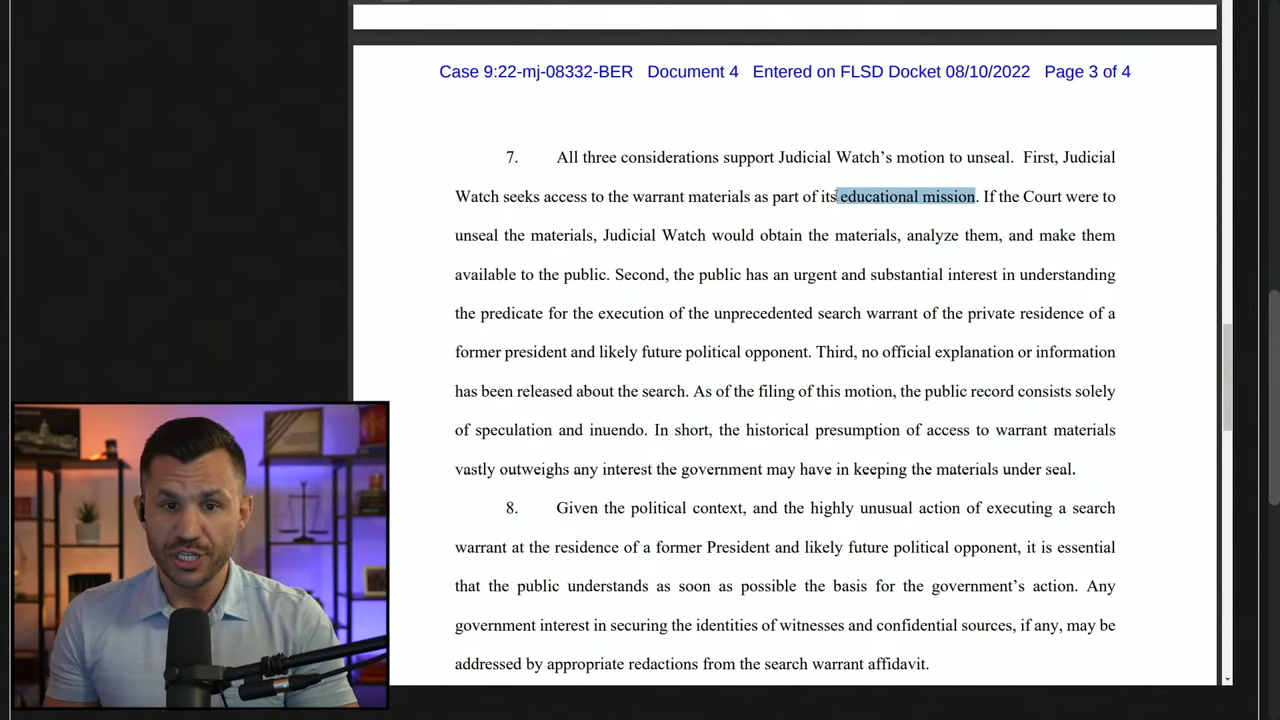 Case 9:22-mj-08332-BER Document 4 Entered on FLSD Docket 08/10/2022 Page 3 of 4
7. All three considerations support Judicial Watch’s motion to unseal. First, Judicial
Watch seeks access to the warrant materials as part of its educational mission. If the Court were to
unseal the materials, Judicial Watch would obtain the materials, analyze them, and make them
available to the public. Second, the public has an urgent and substantial interest in understanding
the predicate for the execution of the unprecedented search warrant of the private residence of a
former president and likely future political opponent. Third, no official explanation or information
has been released about the search. As of the filing of this motion, the public record consists solely
of speculation and inuendo. In short, the historical presumption of access to warrant materials
vastly outweighs any interest the government may have in keeping the materials under seal.
8. Given the political context, and the highly unusual action of executing a search
warrant at the residence of a former President and likely future political opponent, it is essential
that the public understands as soon as possible the basis for the government’s action. Any
government interest in securing the identities of witnesses and confidential sources, if any, may be
addressed by appropriate redactions from the search warrant affidavit.